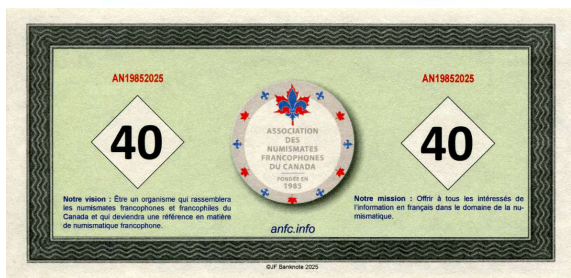 AN19852025
AN19852025
40
40
ASSOCIATION
DES
NUMISMATES
FRANCOPHONES
DU CANADA
FONDÉE EN
1985
Notre vision : Être un organisme qui rassemblera
les numismates francophones et francophiles du
Canada et qui deviendra une référence en matière
de numismatique francophone.
Notre mission : Offrir à tous les intéressés de
l'information en français dans le domaine de la nu-
mismatique.
anfc.info
©JF Banknote 2025